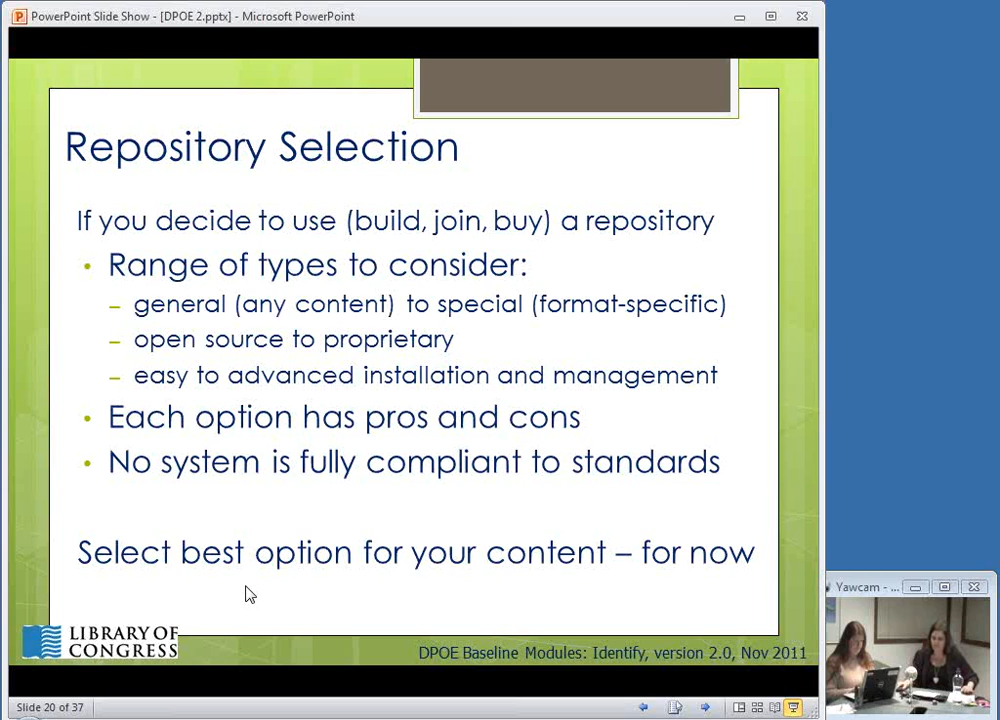 PowerPoint Slide Show - [DPOE 2.pptx] - Microsoft PowerPoint
Repository Selection
If you decide to use (build, join, buy) a repository
• Range of types to consider:
– general (any content) to special (format-specific)
– open source to proprietary
– easy to advanced installation and management
• Each option has pros and cons
• No system is fully compliant to standards
Select best option for your content – for now
LIBRARY OF
CONGRESS
DPOE Baseline Modules: Identify, version 2.0, Nov 2011
Yawcam - ...
Slide 20 of 37